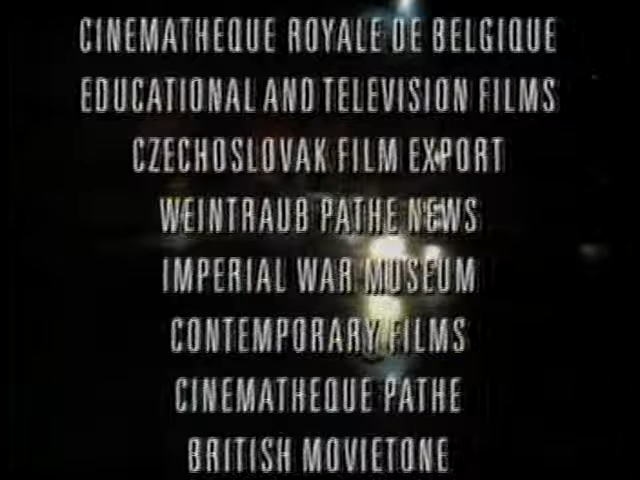 CINEMATHEQUE ROYALE DE BELGIQUE
EDUCATIONAL AND TELEVISION FILMS
CZECHOSLOVAK FILM EXPORT
WEINTRAUB PATHE NEWS
IMPERIAL WAR MUSEUM
CONTEMPORARY FILMS
CINEMATHEQUE PATHE
BRITISH MOVIETONE